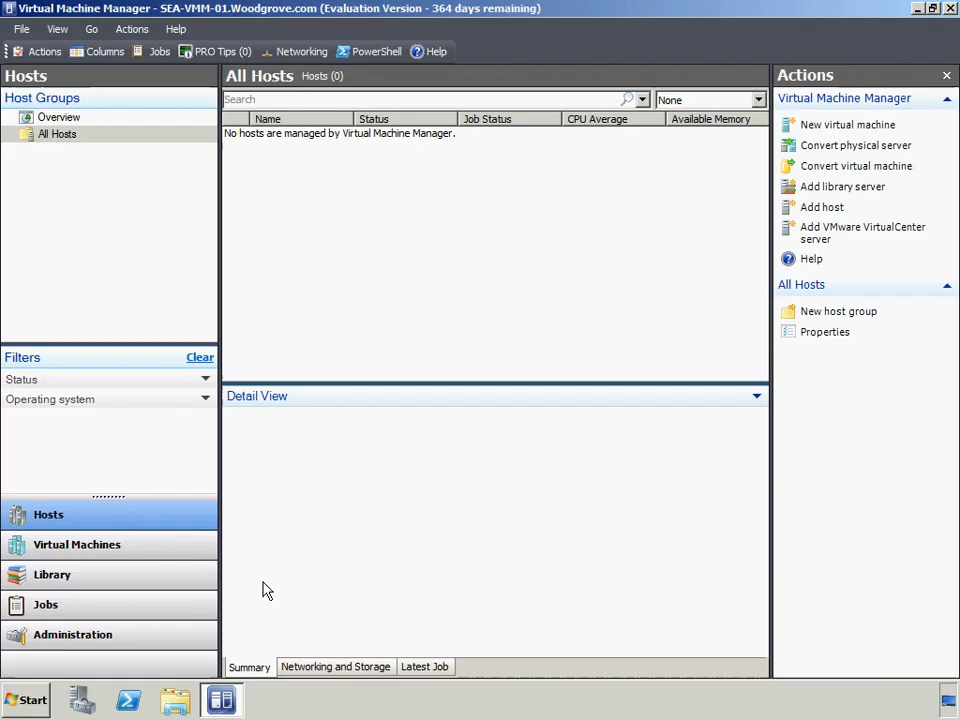 Virtual Machine Manager - SEA-VMM-01.Woodgrove.com (Evaluation Version - 364 days remaining)
File View Go Actions Help
Actions Columns Jobs PRO Tips (0) Networking PowerShell Help
Hosts
Host Groups
Overview
All Hosts
Filters
Clear
Status
Operating system
Hosts
Virtual Machines
Library
Jobs
Administration
All Hosts Hosts (0)
Search
None
Name Status Job Status CPU Average Available Memory
No hosts are managed by Virtual Machine Manager.
Detail View
Summary Networking and Storage Latest Job
Actions
Virtual Machine Manager
New virtual machine
Convert physical server
Convert virtual machine
Add library server
Add host
Add VMware VirtualCenter
server
Help
All Hosts
New host group
Properties
Start